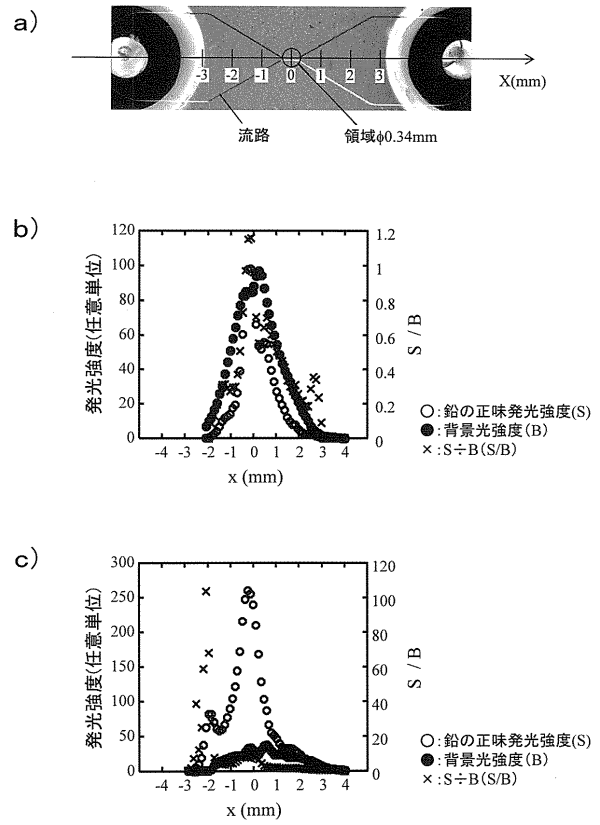 a)
-3 -2 -1 0 1 2 3
X(mm)
流路
領域φ0.34mm
b)
発光強度(任意単位)
120
100
80
60
40
20
0
1.2
1
0.8
0.6
0.4
0.2
0
S / B
-4 -3 -2 -1 0 1 2 3 4
x (mm)
○:鉛の正味発光強度(S)
●:背景光強度(B)
×:S÷B(S/B)
c)
発光強度(任意単位)
300
250
200
150
100
50
0
120
100
80
60
40
20
0
S / B
-4 -3 -2 -1 0 1 2 3 4
x (mm)
○:鉛の正味発光強度(S)
●:背景光強度(B)
×:S÷B(S/B)